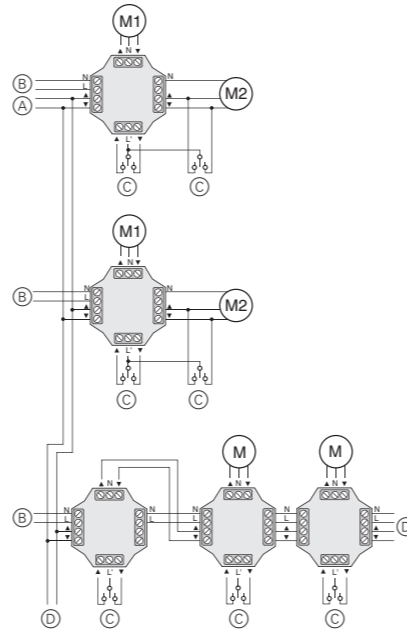 M1
▲ N ▼
B N N
L
A ▲ M2
▼
▲ L' ▼
C C
M1
▲ N ▼
B N N
L
▲ M2
▼
▲ L' ▼
C C
M M
▲ N ▼ ▲ N ▼ ▲ N ▼
B N N N N N N
L L L L L L
▲ ▲ ▲ ▲ ▲ D
▼ ▼ ▼ ▼ ▼
▲ L' ▼ ▲ L' ▼ ▲ L' ▼
D C C C